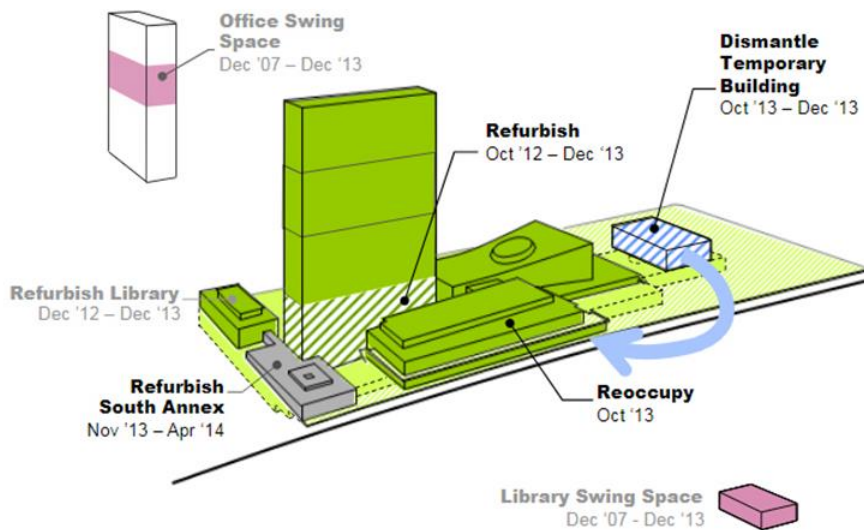 Office Swing
Space
Dec ‘07 – Dec ‘13
Dismantle
Temporary
Building
Oct ‘13 – Dec ‘13
Refurbish
Oct ‘12 – Dec ‘13
Refurbish Library
Dec ‘12 – Dec ‘13
Refurbish
South Annex
Nov ‘13 – Apr ‘14
Reoccupy
Oct ‘13
Library Swing Space
Dec ‘07 - Dec ‘13